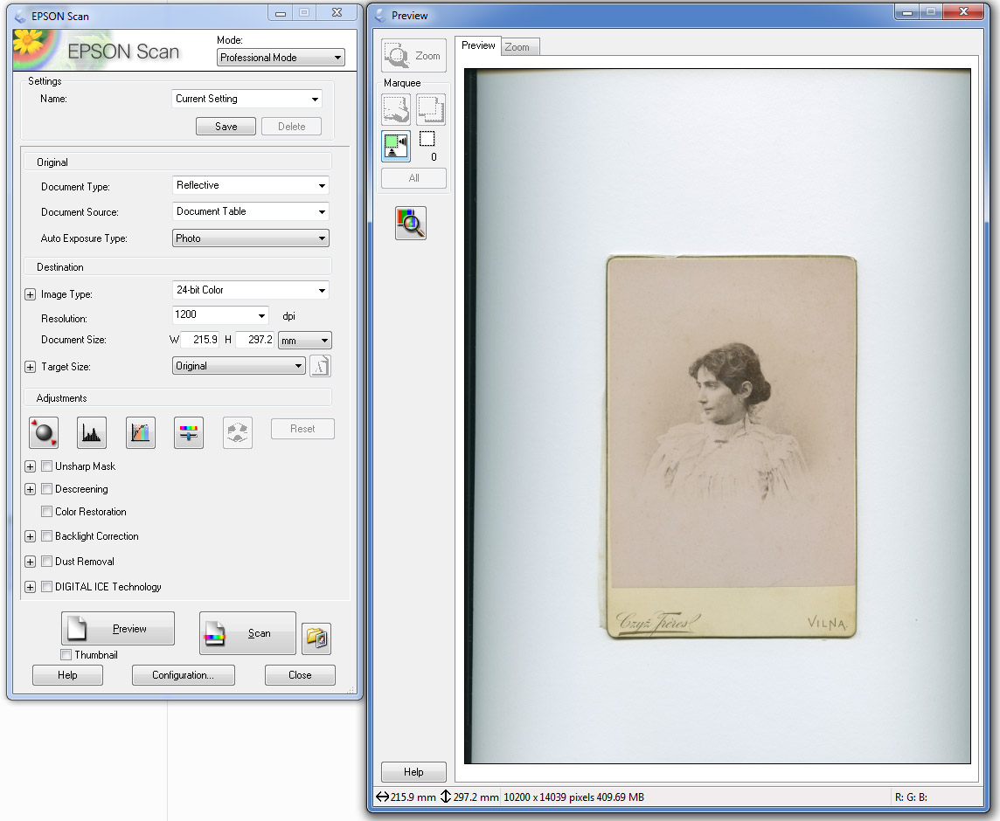 EPSON Scan
EPSON Scan
Mode:
Professional Mode
Settings
Name:
Current Setting
Save
Delete
Original
Document Type:
Reflective
Document Source:
Document Table
Auto Exposure Type:
Photo
Destination
Image Type:
24-bit Color
Resolution:
1200
dpi
Document Size:
W 215.9 H 297.2 mm
Target Size:
Original
Adjustments
Reset
Unsharp Mask
Descreening
Color Restoration
Backlight Correction
Dust Removal
DIGITAL ICE Technology
Preview
Scan
Thumbnail
Help
Configuration...
Close
Preview
Zoom
Marquee
0
All
Preview
Zoom
Czyż Frères
VILNA.
Help
215.9 mm 297.2 mm 10200 x 14039 pixels 409.69 MB
R: G: B: